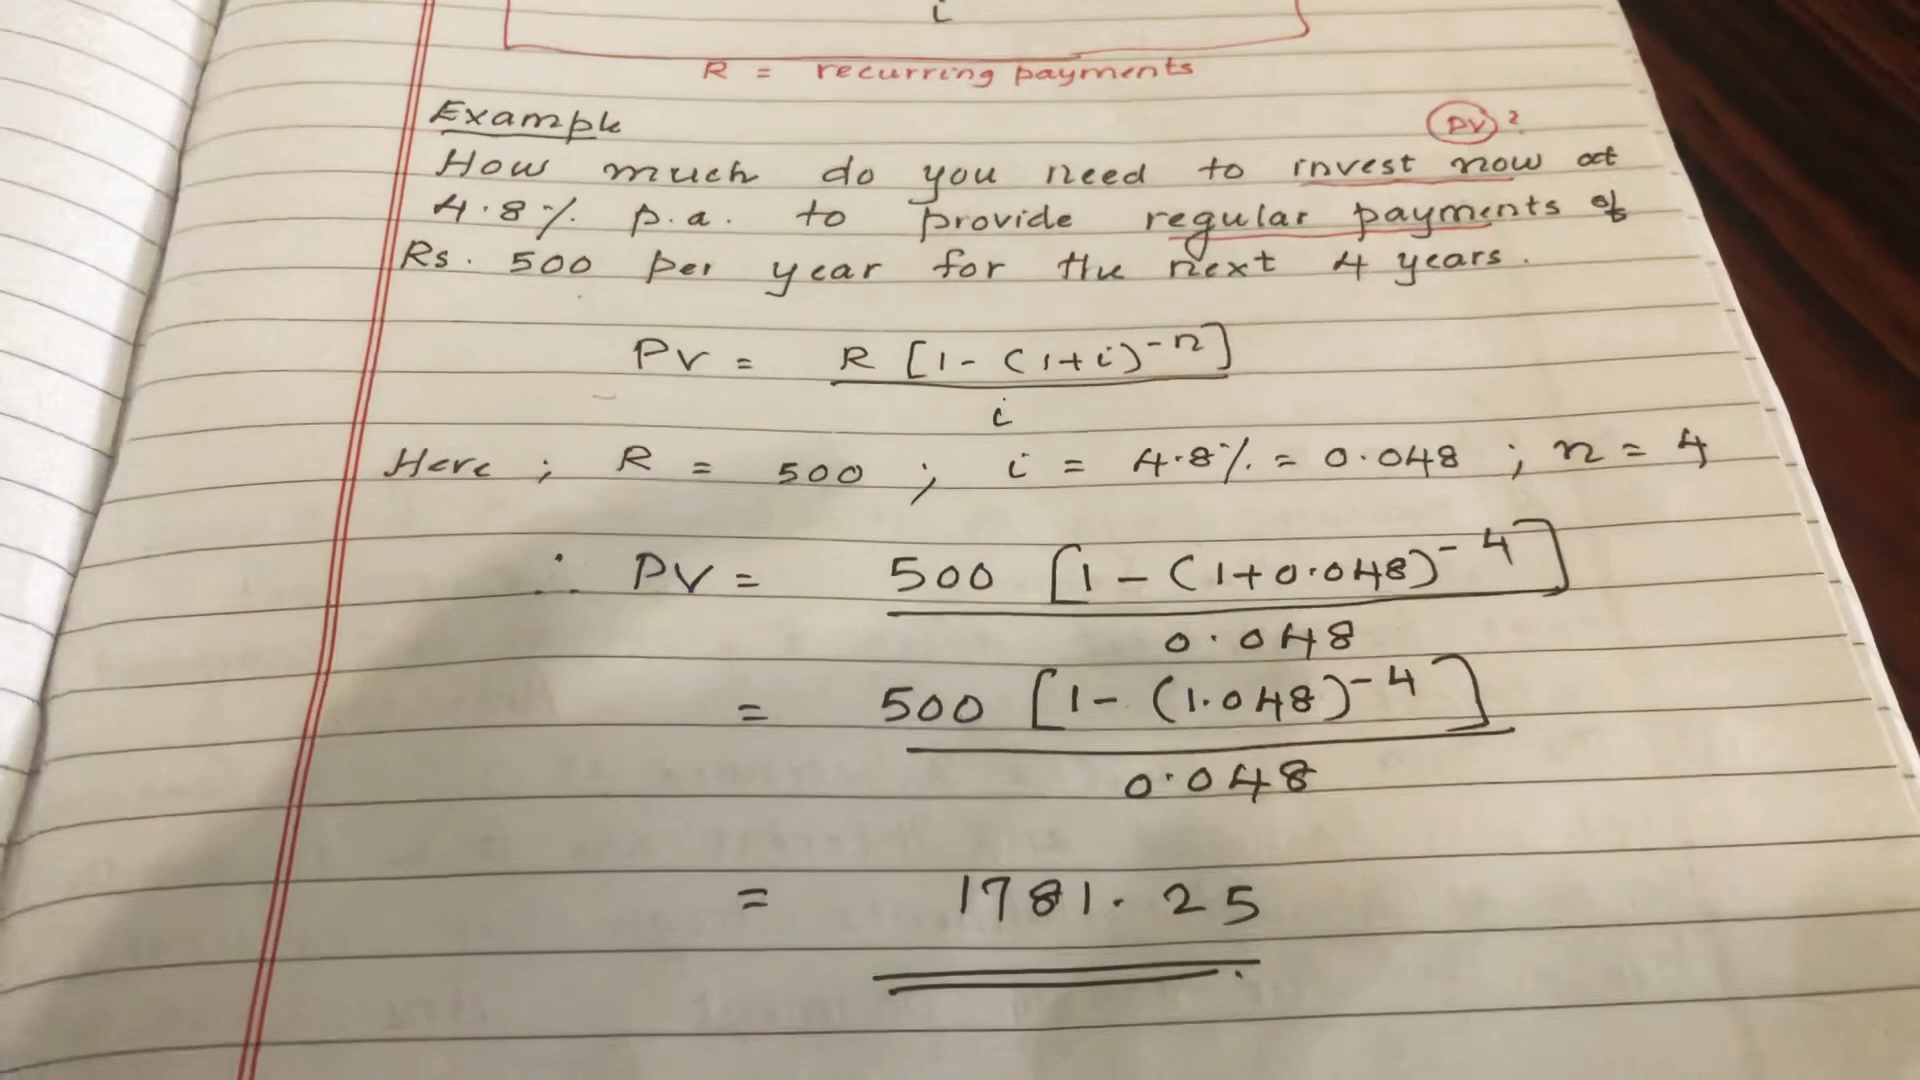 i
R = recurring payments
Example
PV ?
How much do you need to invest now at
4.8% p.a. to provide regular payments of
Rs. 500 per year for the next 4 years.
PV = R [1- (1+i)^-n]
i
Here ; R = 500 ; i = 4.8% = 0.048 ; n = 4
∴ PV = 500 [1 - (1+0.048)^-4]
0.048
= 500 [1- (1.048)^-4]
0.048
= 1781.25